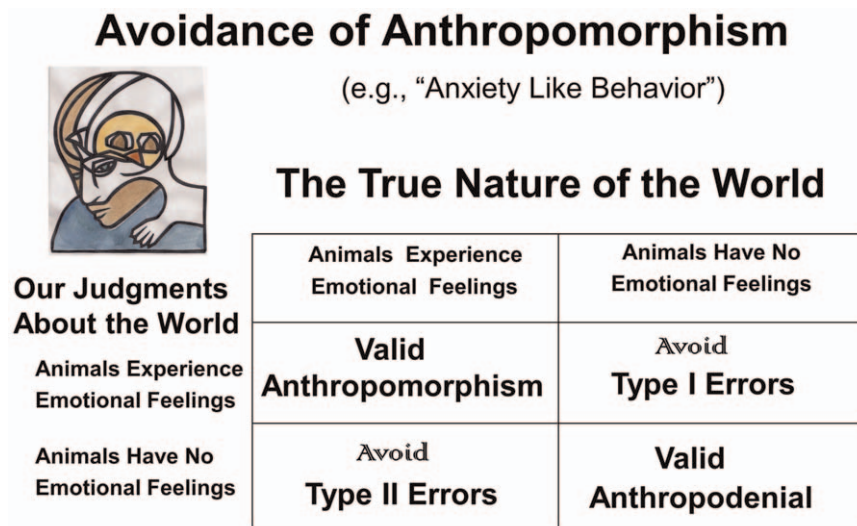 Avoidance of Anthropomorphism
(e.g., “Anxiety Like Behavior”)
The True Nature of the World
Animals Experience
Emotional Feelings
Animals Have No
Emotional Feelings
Our Judgments
About the World
Animals Experience
Emotional Feelings
Valid
Anthropomorphism
Avoid
Type I Errors
Animals Have No
Emotional Feelings
Avoid
Type II Errors
Valid
Anthropodenial